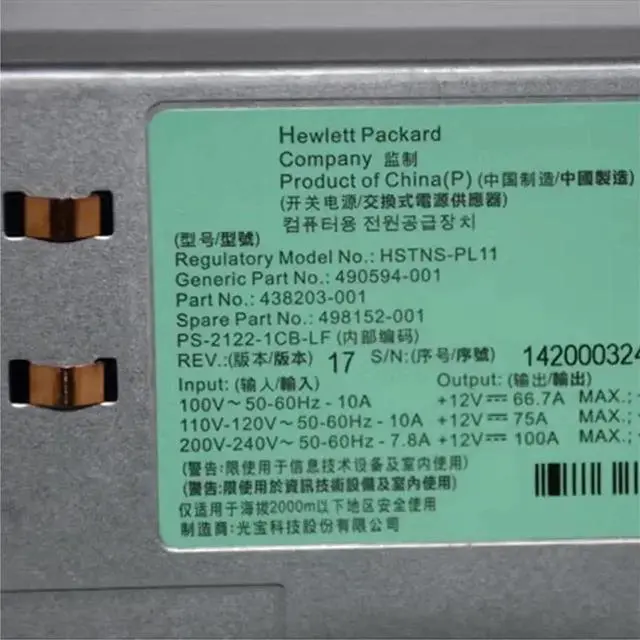 Hewlett Packard
Company 监制
Product of China(P) (中国制造/中國製造)
(开关电源/交換式電源供應器)
컴퓨터용 전원공급장치
(型号/型號)
Regulatory Model No.: HSTNS-PL11
Generic Part No.: 490594-001
Part No.: 438203-001
Spare Part No.: 498152-001
PS-2122-1CB-LF (内部编码)
REV.:(版本/版本) 17 S/N:(序号/序號) 142000324
Input: (输入/輸入) Output: (输出/輸出)
100V~50-60Hz - 10A +12V⎓66.7A MAX.;
110V-120V~50-60Hz - 10A +12V⎓75A MAX.;
200V-240V~50-60Hz - 7.8A +12V⎓100A MAX.;
(警告:限使用于信息技术设备及室内使用)
(警告:限使用於資訊技術設備及室內使用)
仅适用于海拔2000m以下地区安全使用
制造商: 光宝科技股份有限公司